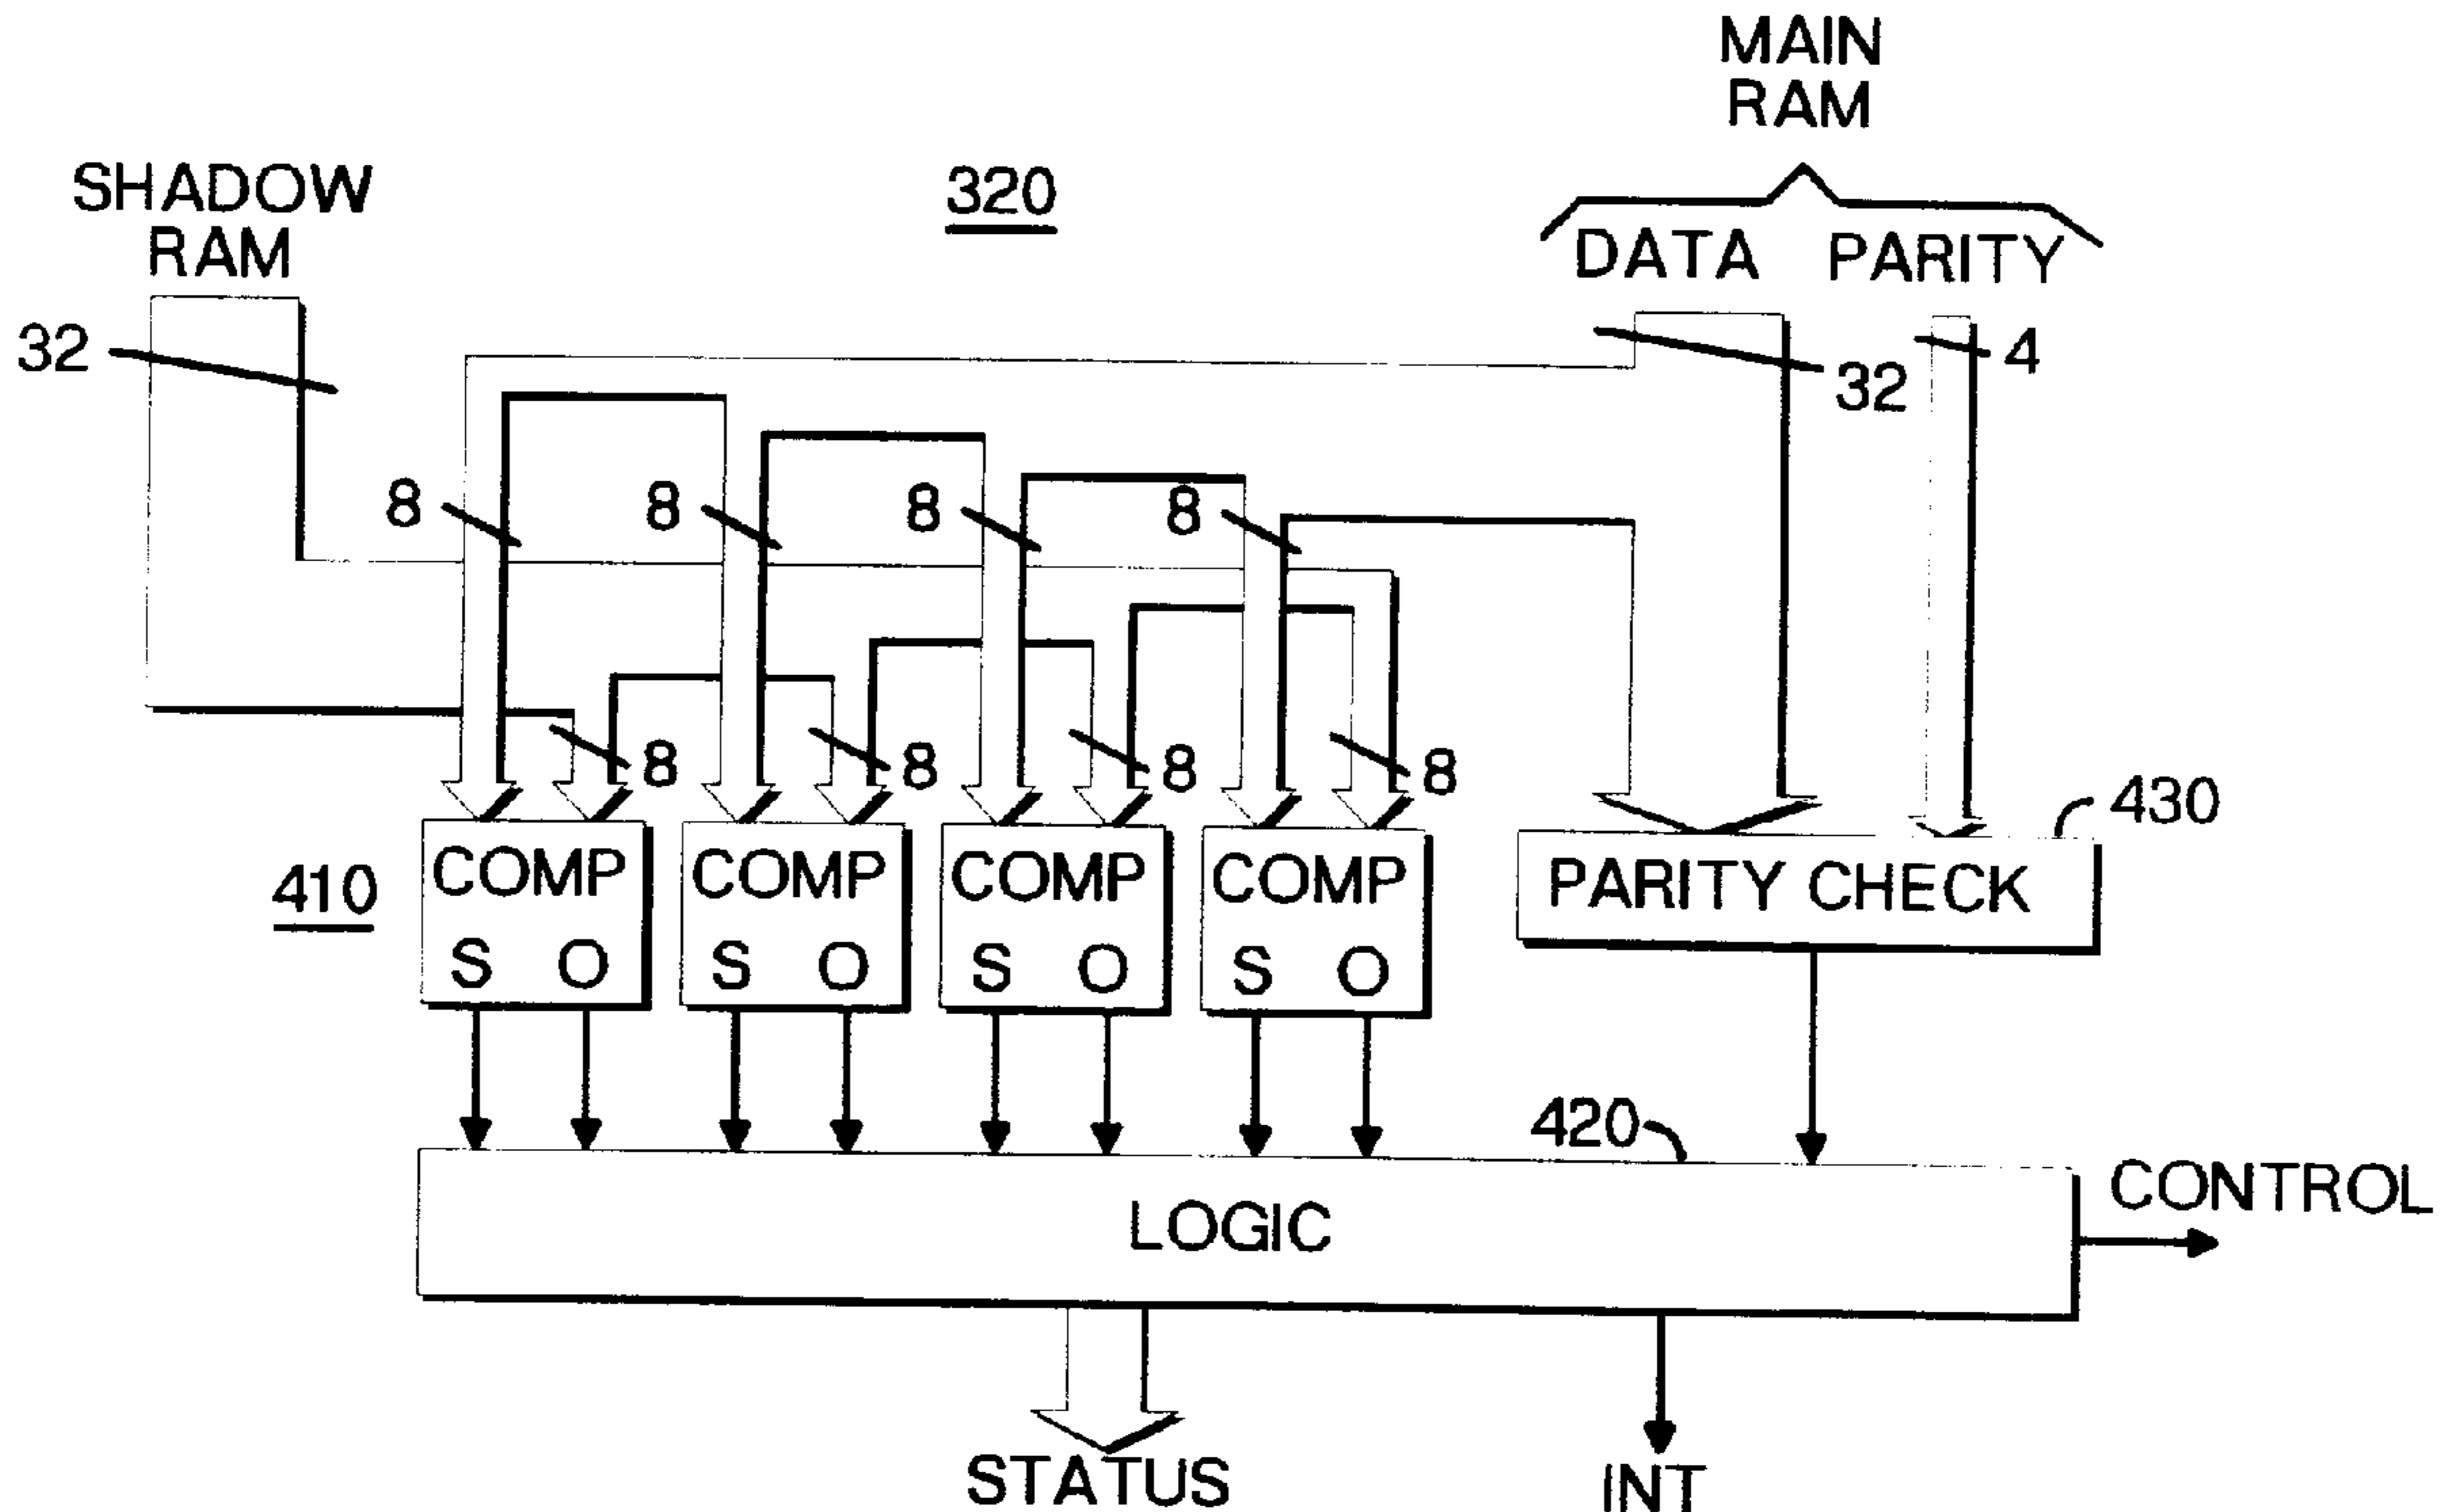 MAIN
RAM
SHADOW
RAM
320
DATA PARITY
32
32
4
8 8 8 8
8 8 8 8
430
410
COMP COMP COMP COMP
S O S O S O S O
PARITY CHECK
420
CONTROL
LOGIC
STATUS
INT